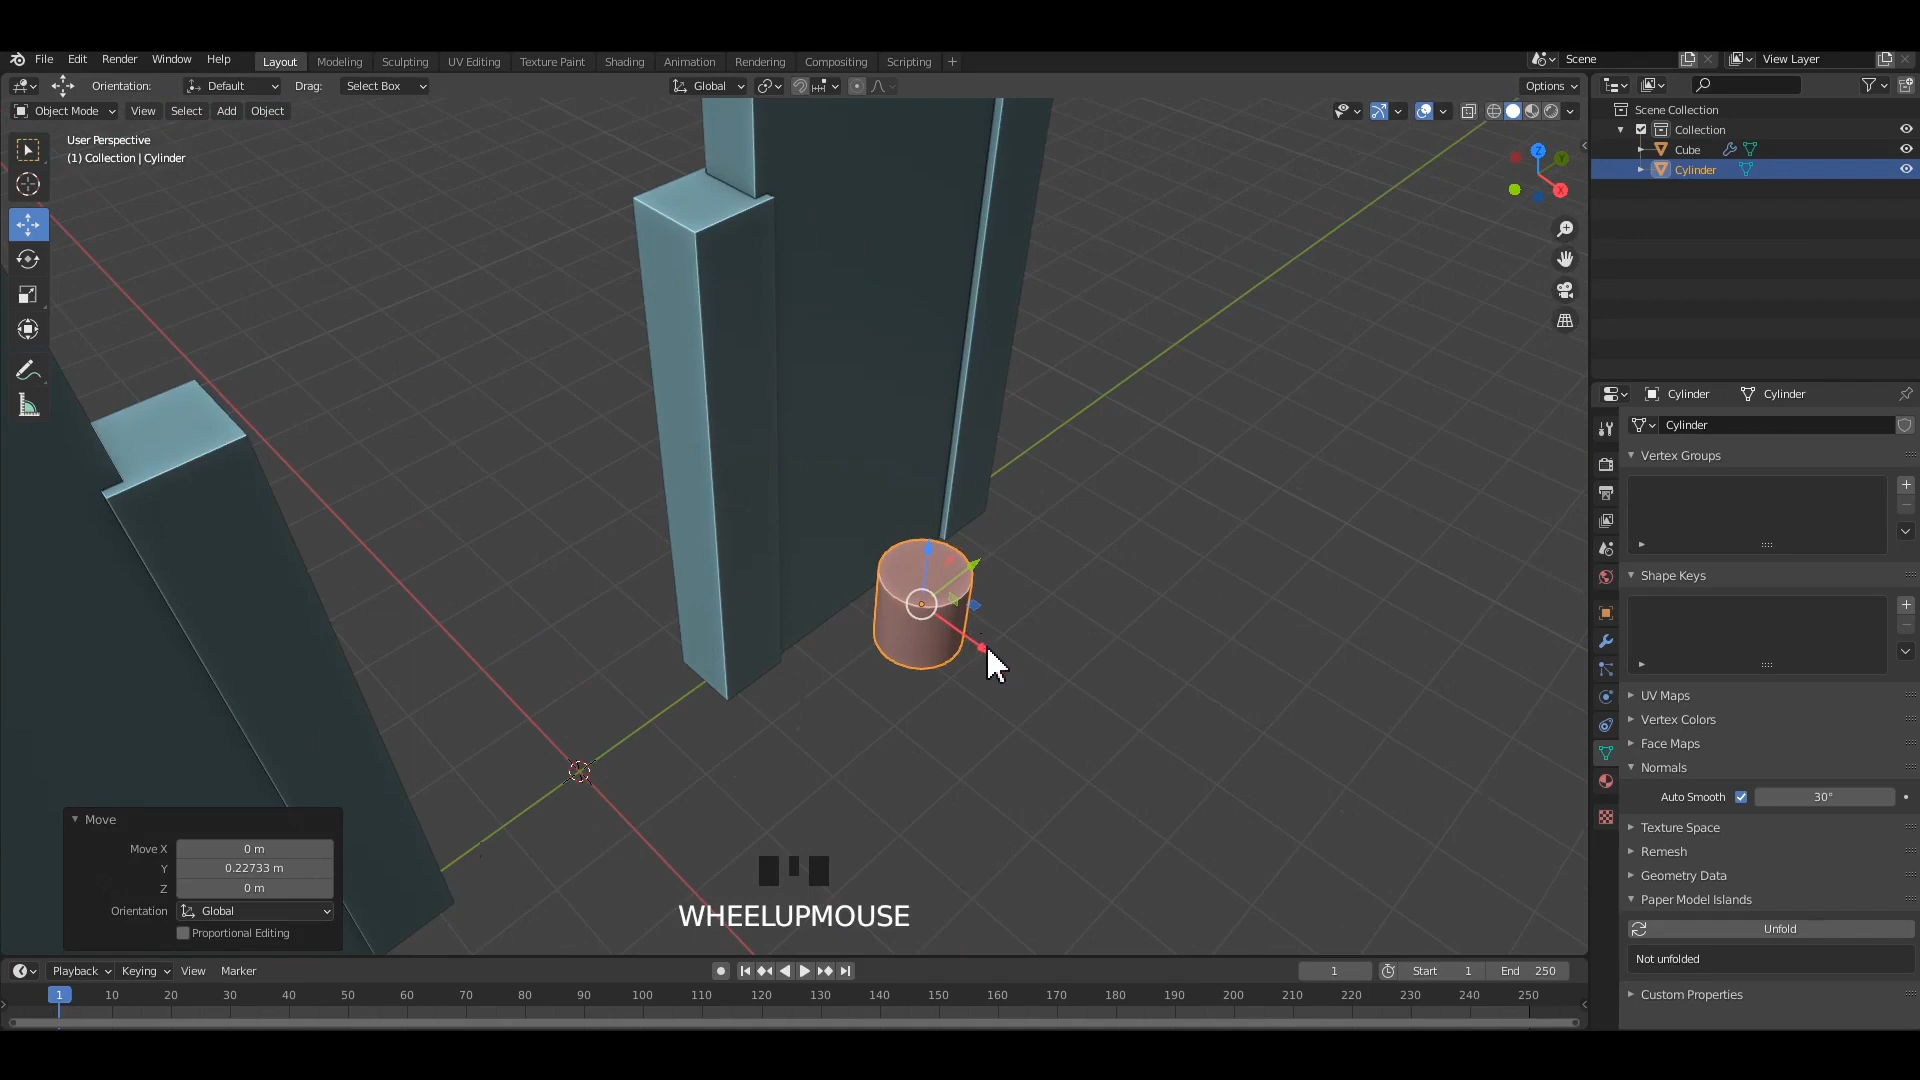 File Edit Render Window Help Layout Modeling Sculpting UV Editing Texture Paint Shading Animation Rendering Compositing Scripting + Scene View Layer
Orientation: Default Drag: Select Box Global Options
Object Mode View Select Add Object
User Perspective
(1) Collection | Cylinder
Z
Y
X
Scene Collection
Collection
Cube
Cylinder
Cylinder Cylinder
Cylinder
Vertex Groups
Shape Keys
UV Maps
Vertex Colors
Face Maps
Normals
Auto Smooth 30°
Texture Space
Remesh
Geometry Data
Paper Model Islands
Unfold
Not unfolded
Custom Properties
Move
Move X 0 m
Y 0.22733 m
Z 0 m
Orientation Global
Proportional Editing
WHEELUPMOUSE
Playback Keying View Marker 1 Start 1 End 250
1 10 20 30 40 50 60 70 80 90 100 110 120 130 140 150 160 170 180 190 200 210 220 230 240 250